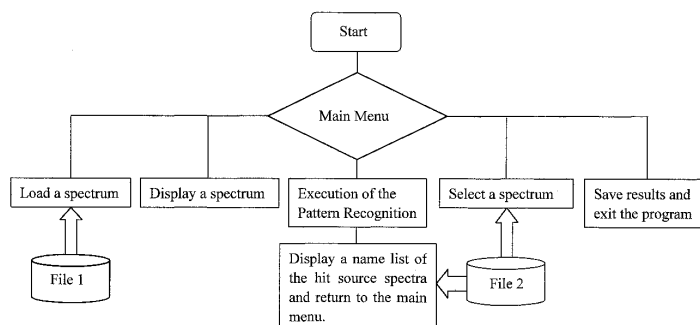 Start
Main Menu
Load a spectrum
Display a spectrum
Execution of the
Pattern Recognition
Select a spectrum
Save results and
exit the program
File 1
Display a name list of
the hit source spectra
and return to the main
menu.
File 2